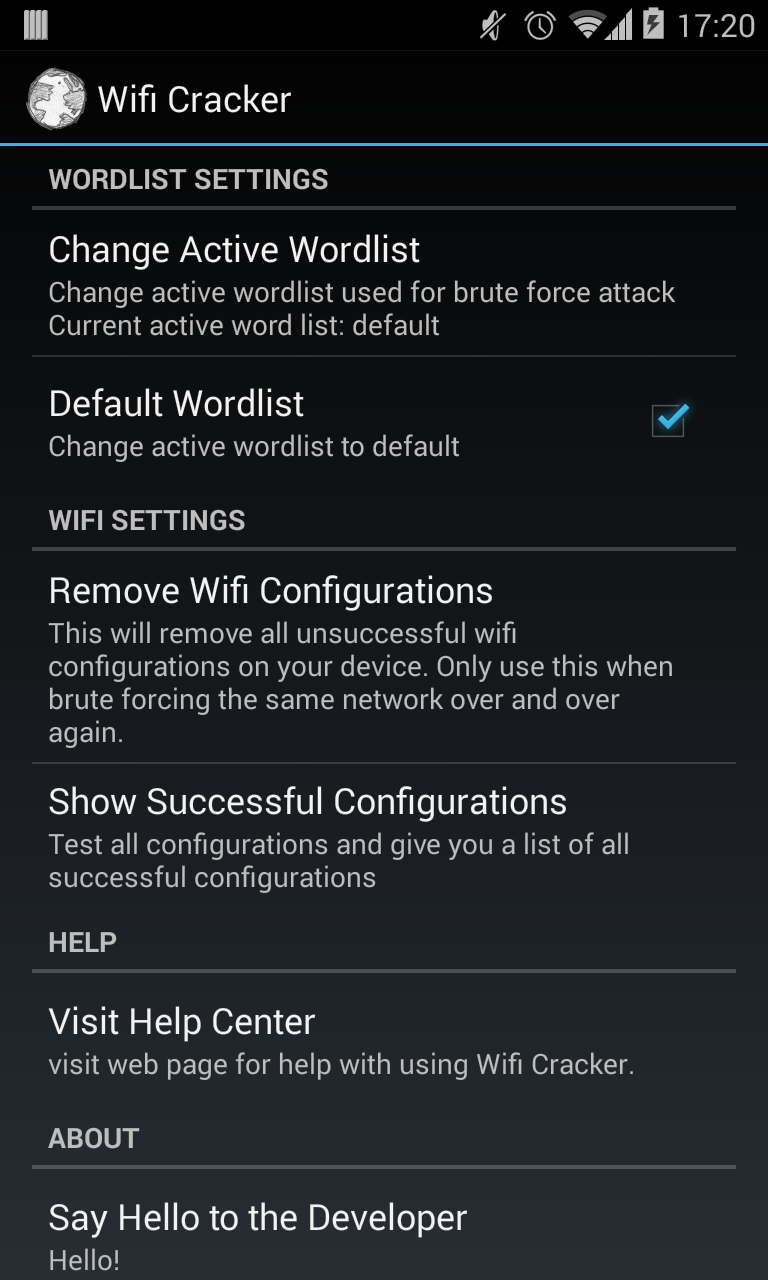 17:20
Wifi Cracker
WORDLIST SETTINGS
Change Active Wordlist
Change active wordlist used for brute force attack
Current active word list: default
Default Wordlist
Change active wordlist to default
WIFI SETTINGS
Remove Wifi Configurations
This will remove all unsuccessful wifi
configurations on your device. Only use this when
brute forcing the same network over and over
again.
Show Successful Configurations
Test all configurations and give you a list of all
successful configurations
HELP
Visit Help Center
visit web page for help with using Wifi Cracker.
ABOUT
Say Hello to the Developer
Hello!